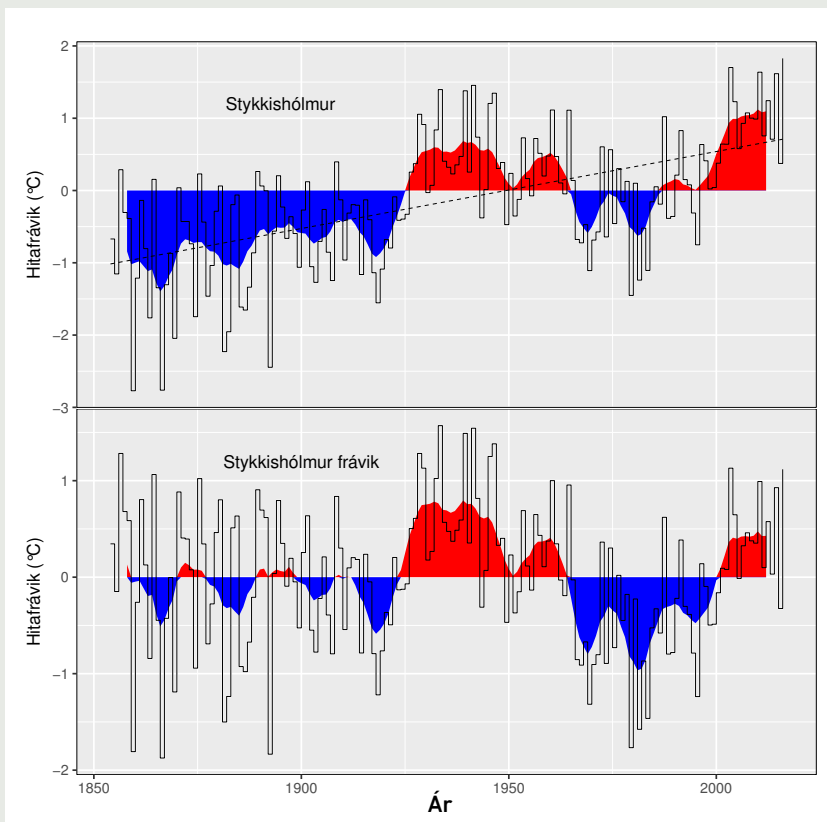 2
1
0
−1
−2
−3
Hitafrávik (°C)
Stykkishólmur
1
0
−1
−2
Hitafrávik (°C)
Stykkishólmur frávik
1850
1900
1950
2000
Ár